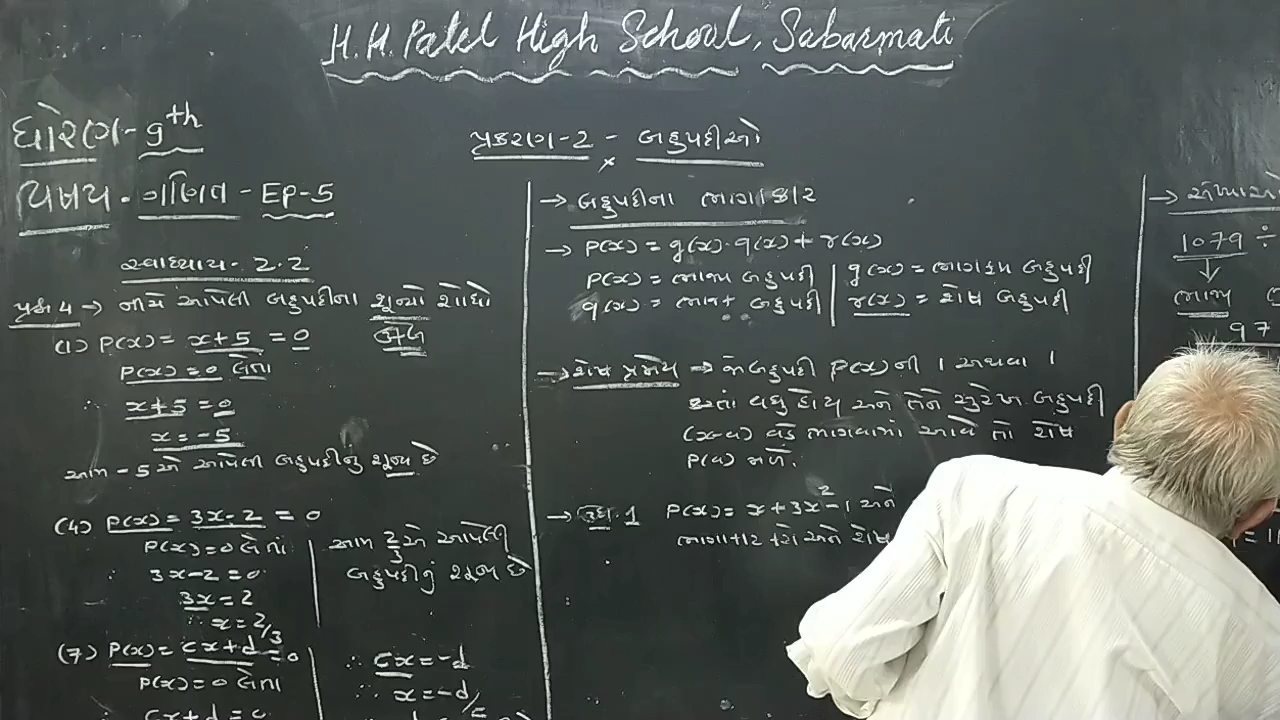 H.H. Patel High School, Sabarmati
ધોરણ - 9th
વિષય - ગણિત - Ep-5
પ્રકરણ-2 - બહુપદીઓ
સ્વાધ્યાય - 2.2
પ્રશ્ન 4 → નીચે આપેલી બહુપદીના શૂન્યો શોધો
(1) P(x) = x+5 = 0
P(x) = 0 લેતા
∴ x+5 = 0
x = -5
આમ -5 એ આપેલી બહુપદીનું શૂન્ય છે
(4) P(x) = 3x-2 = 0
P(x) = 0 લેતાં
∴ 3x-2 = 0
3x = 2
∴ x = 2/3
આમ 2/3 એ આપેલી
બહુપદીનું શૂન્ય છે
(7) P(x) = cx+d = 0
P(x) = 0 લેતા
cx+d = 0
∴ cx = -d
∴ x = -d/c
→ બહુપદીના ભાગાકાર
→ P(x) = g(x)·q(x) + r(x)
P(x) = ભાજ્ય બહુપદી | g(x) = ભાજક બહુપદી
q(x) = ભાગફળ બહુપદી | r(x) = શેષ બહુપદી
→ શેષ પ્રમેય → જો બહુપદી P(x) ની 1 અથવા 1
કરતાં વધુ હોય અને તેને સુરેખ બહુપદી
(x-a) વડે ભાગવામાં આવે તો શેષ
P(a) મળે.
→ ઉદા. 1 P(x) = x + 3x² - 1 અને
ભાગાકાર કરો અને શેષ
→ સંખ્યાઓ
1079 ÷
↓
ભાજ્ય
97